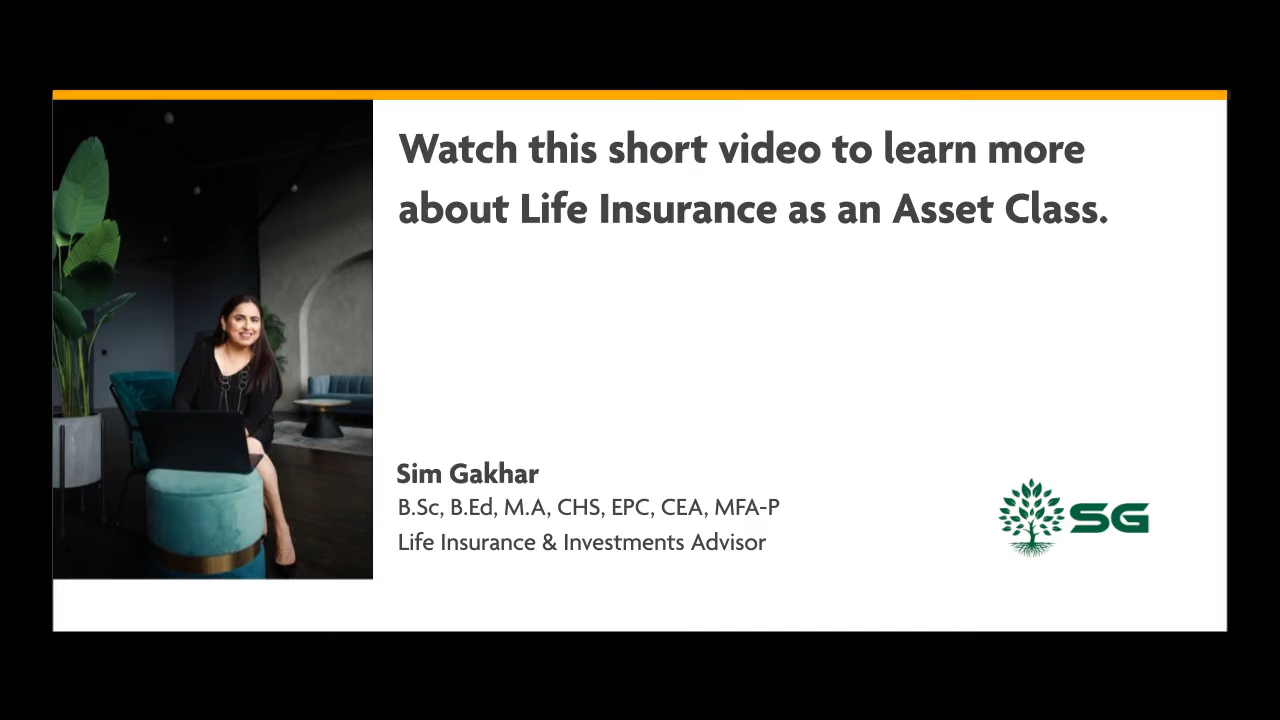 Watch this short video to learn more
about Life Insurance as an Asset Class.
Sim Gakhar
B.Sc, B.Ed, M.A, CHS, EPC, CEA, MFA-P
Life Insurance & Investments Advisor
SG